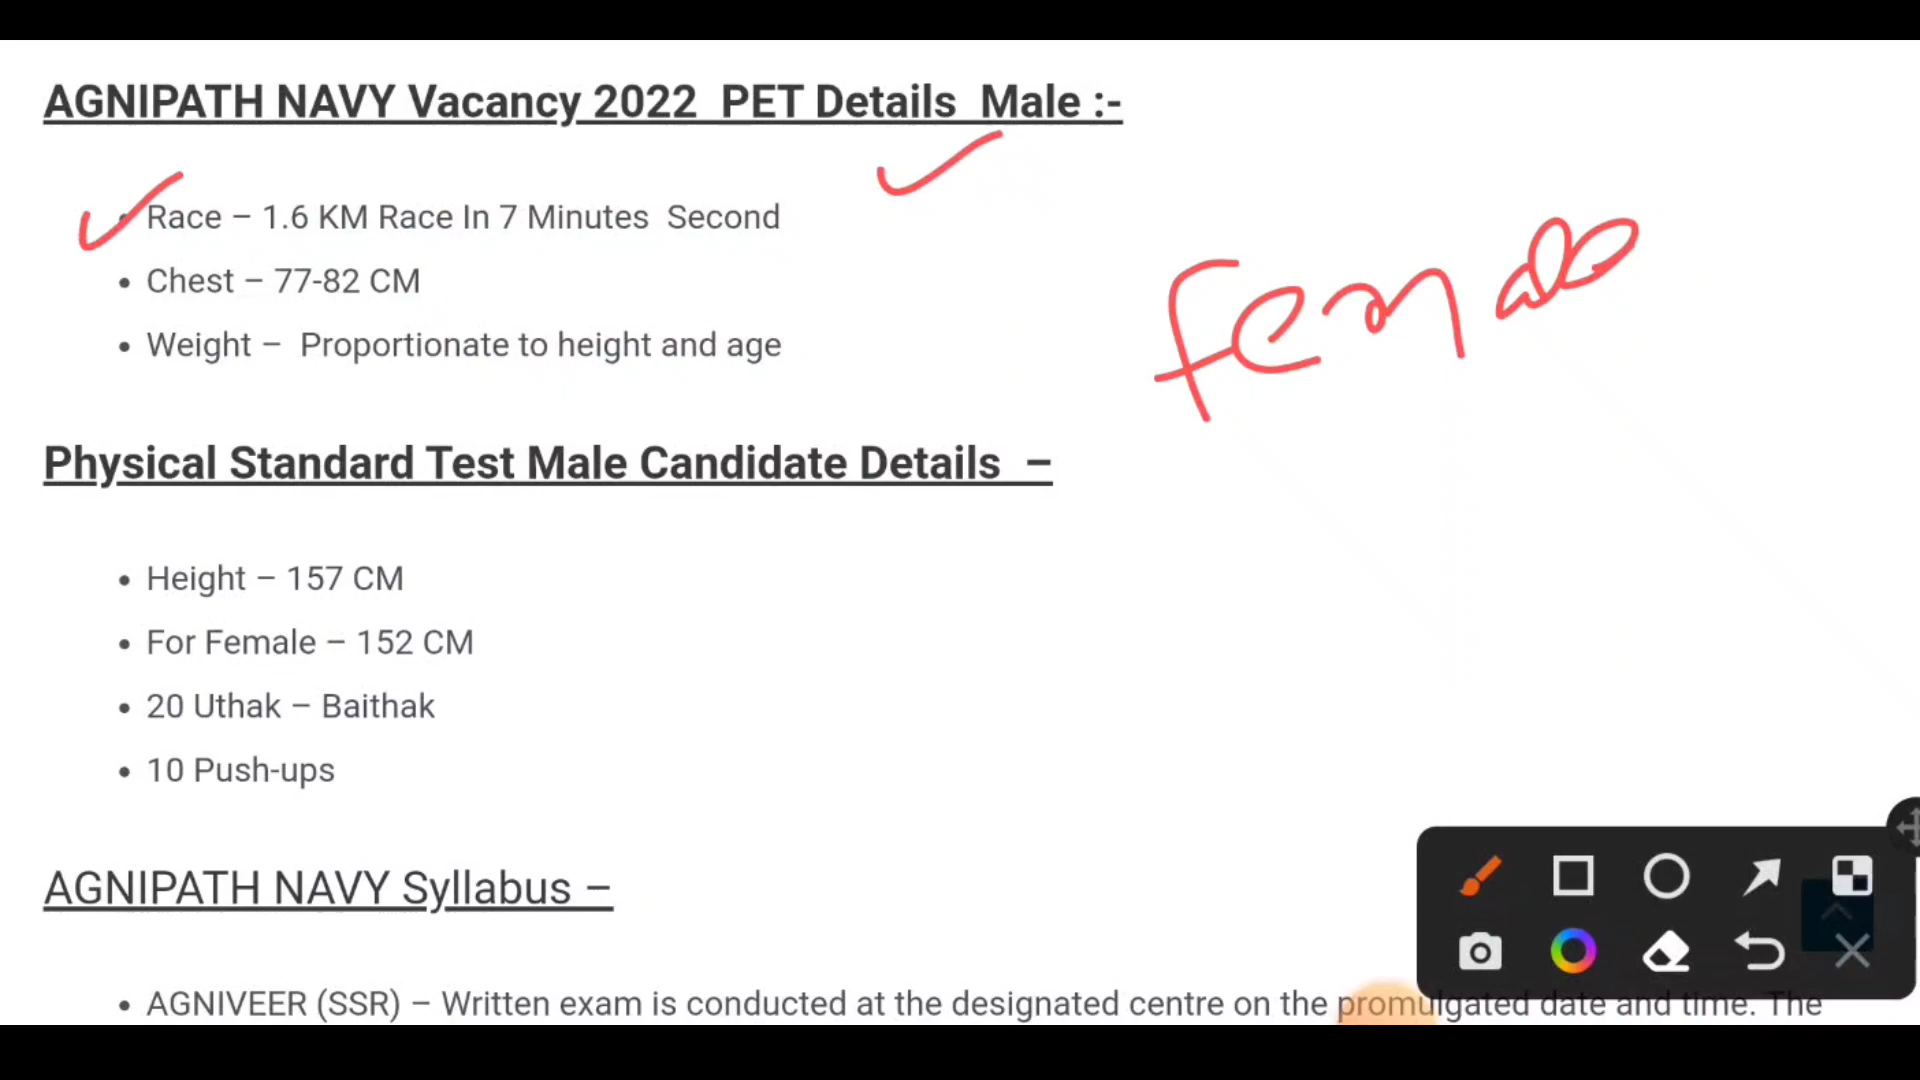 AGNIPATH NAVY Vacancy 2022 PET Details Male :-
Race – 1.6 KM Race In 7 Minutes Second
Chest – 77-82 CM
Weight – Proportionate to height and age
female
Physical Standard Test Male Candidate Details –
Height – 157 CM
For Female – 152 CM
20 Uthak – Baithak
10 Push-ups
AGNIPATH NAVY Syllabus –
AGNIVEER (SSR) – Written exam is conducted at the designated centre on the promulgated date and time. The